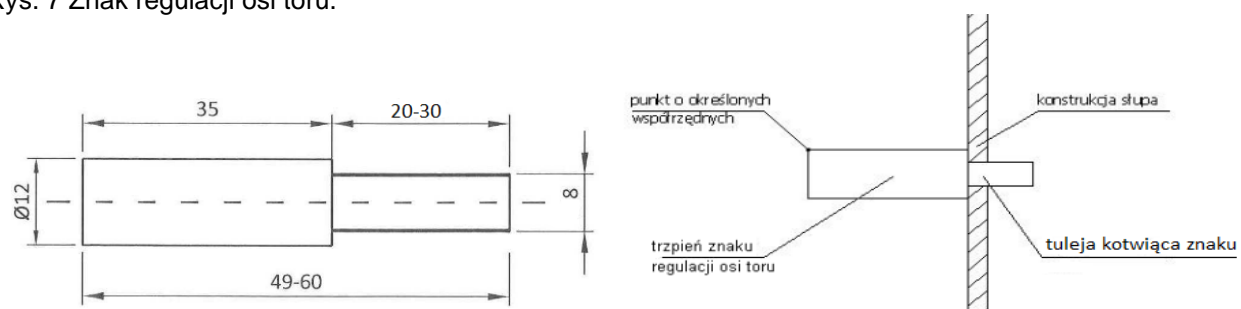 Rys. 7 Znak regulacji osi toru.
35
20-30
Ø12
8
49-60
punkt o określonych
współrzędnych
konstrukcja słupa
trzpień znaku
regulacji osi toru
tuleja kotwiąca znaku